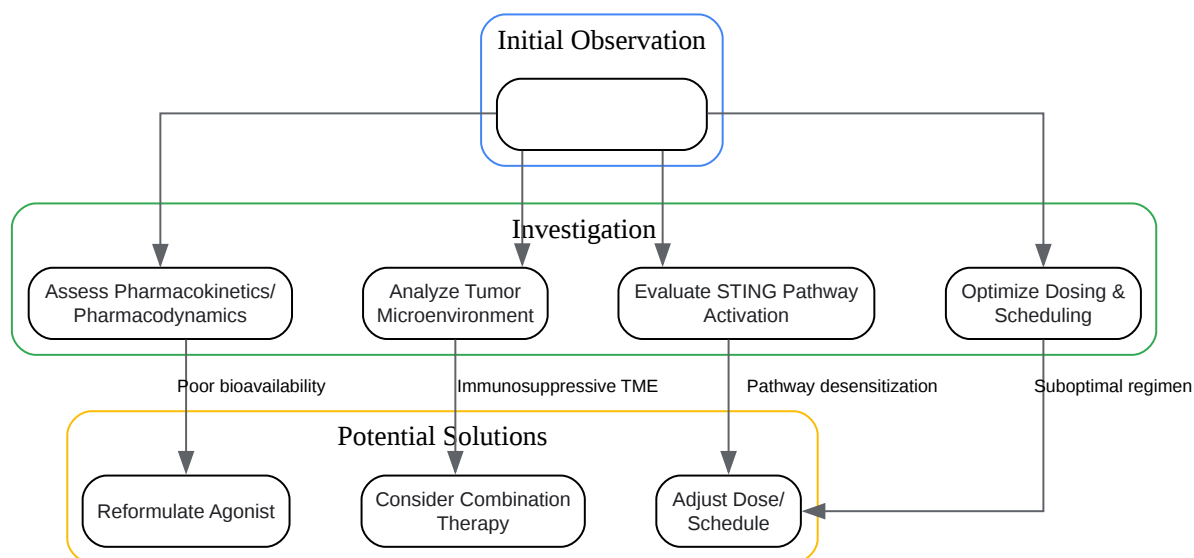 Initial Observation
Investigation
Assess Pharmacokinetics/
Pharmacodynamics
Analyze Tumor
Microenvironment
Evaluate STING Pathway
Activation
Optimize Dosing &
Scheduling
Poor bioavailability
Immunosuppressive TME
Pathway desensitization
Suboptimal regimen
Potential Solutions
Reformulate Agonist
Consider Combination
Therapy
Adjust Dose/
Schedule